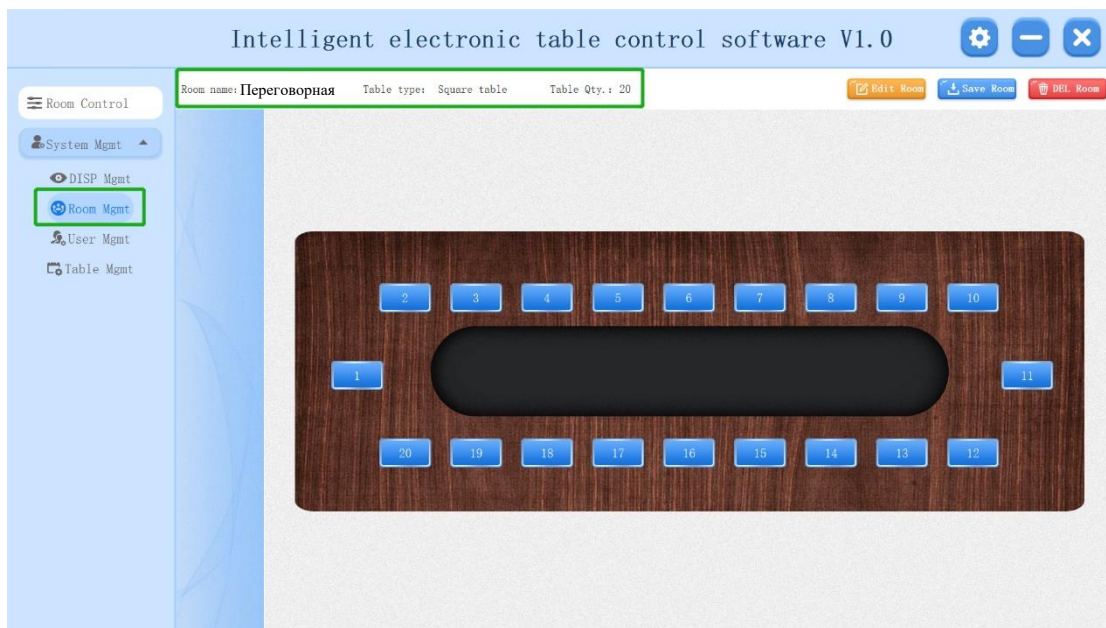 Intelligent electronic table control software V1.0
Room name: Переговорная Table type: Square table Table Qty.: 20
Edit Room Save Room DEL Room
Room Control
System Mgmt
DISP Mgmt
Room Mgmt
User Mgmt
Table Mgmt
2 3 4 5 6 7 8 9 10
1 11
20 19 18 17 16 15 14 13 12